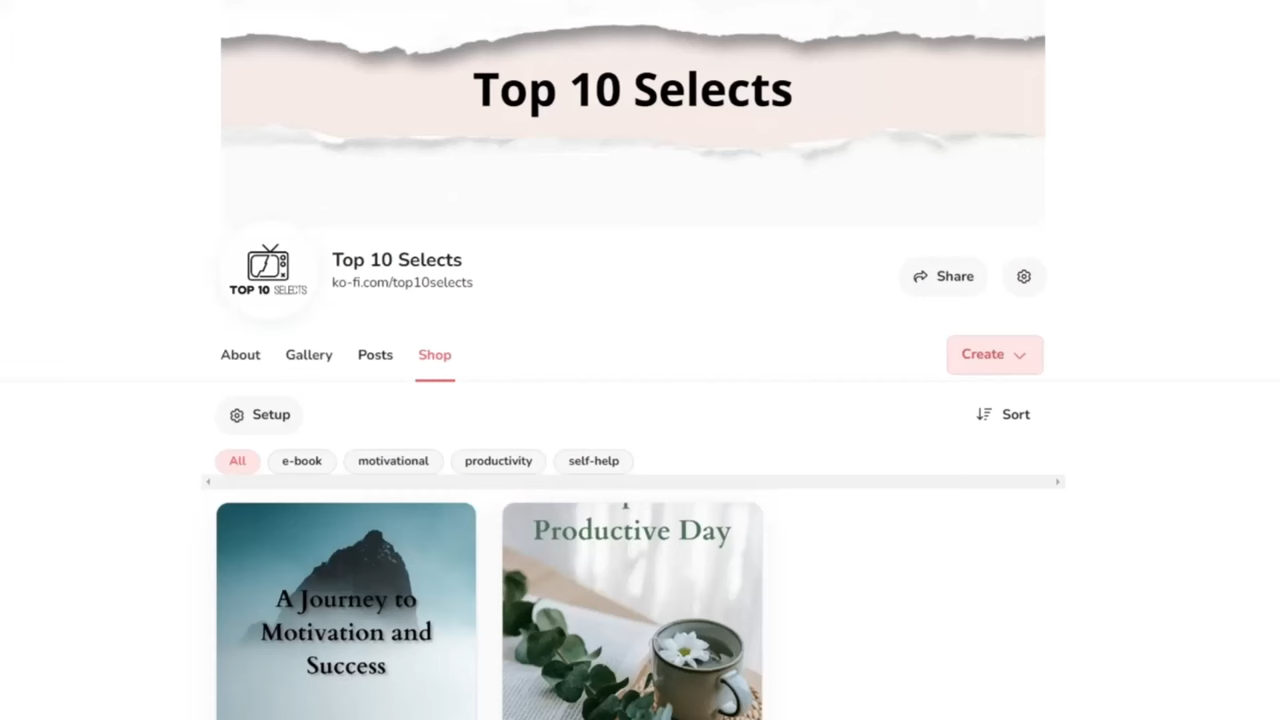 Top 10 Selects
TOP 10 SELECTS
Top 10 Selects
ko-fi.com/top10selects
Share
About Gallery Posts Shop
Create
Setup
Sort
All e-book motivational productivity self-help
A Journey to
Motivation and
Success
Productive Day